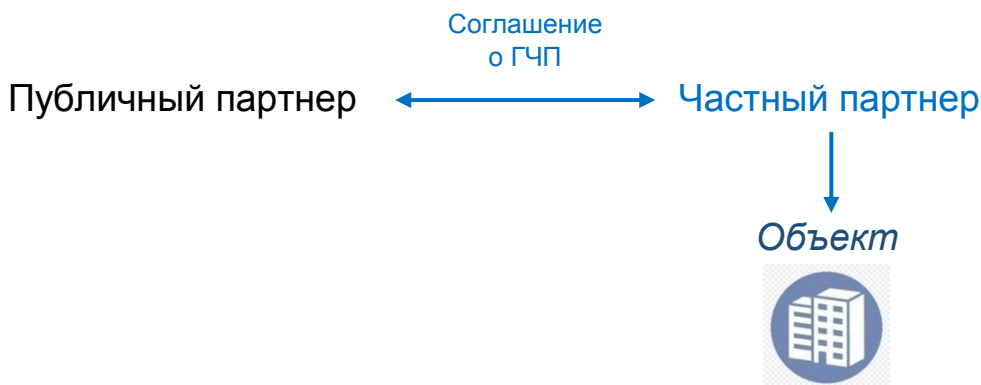 Соглашение
о ГЧП
Публичный партнер
Частный партнер
Объект